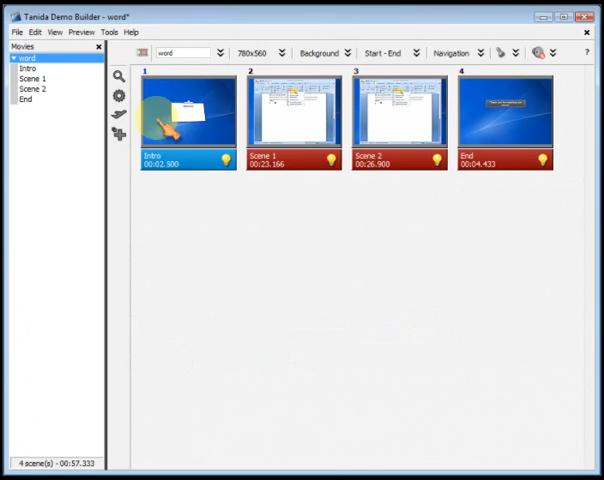 Tanida Demo Builder - word*
File Edit View Preview Tools Help
Movies
word
Intro
Scene 1
Scene 2
End
word 780x560 Background Start - End Navigation ?
1 2 3 4
Intro
00:02.500
Scene 1
00:23.166
Scene 2
00:26.900
End
00:04.433
4 scene(s) - 00:57.333